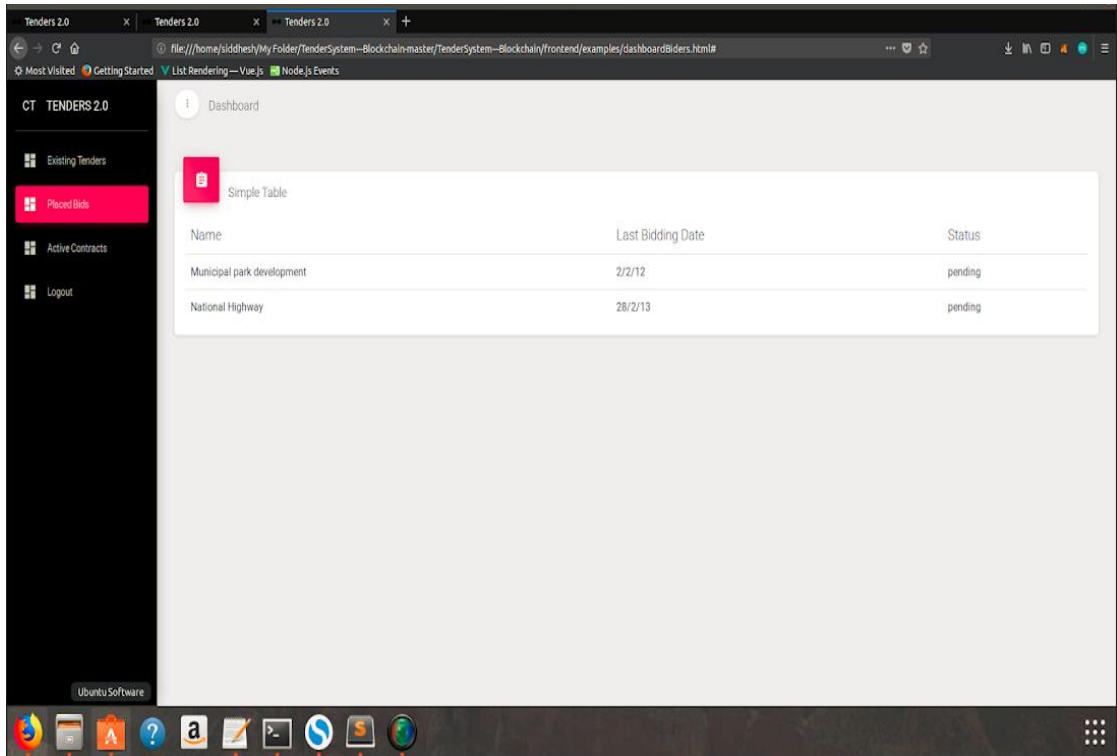 Tenders 2.0
Tenders 2.0
Tenders 2.0
file:///home/siddhesh/My Folder/TenderSystem—Blockchain-master/TenderSystem—Blockchain/frontend/examples/dashboardBiders.html#
Most Visited Getting Started List Rendering — Vue.js Node.js Events
CT TENDERS 2.0
Dashboard
Existing Tenders
Placed Bids
Active Contracts
Logout
Simple Table
Name Last Bidding Date Status
Municipal park development 2/2/12 pending
National Highway 28/2/13 pending
Ubuntu Software